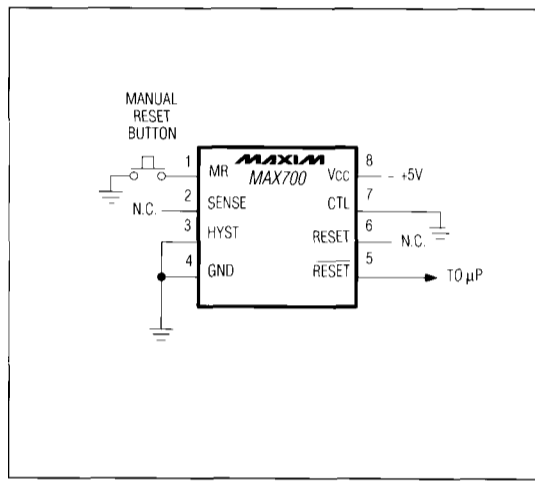 MANUAL
RESET
BUTTON
MAXIM
MAX700
1 MR
2 SENSE
N.C.
3 HYST
4 GND
8 VCC
+5V
7 CTL
6 RESET
N.C.
5 R̅E̅S̅E̅T̅
TO μP